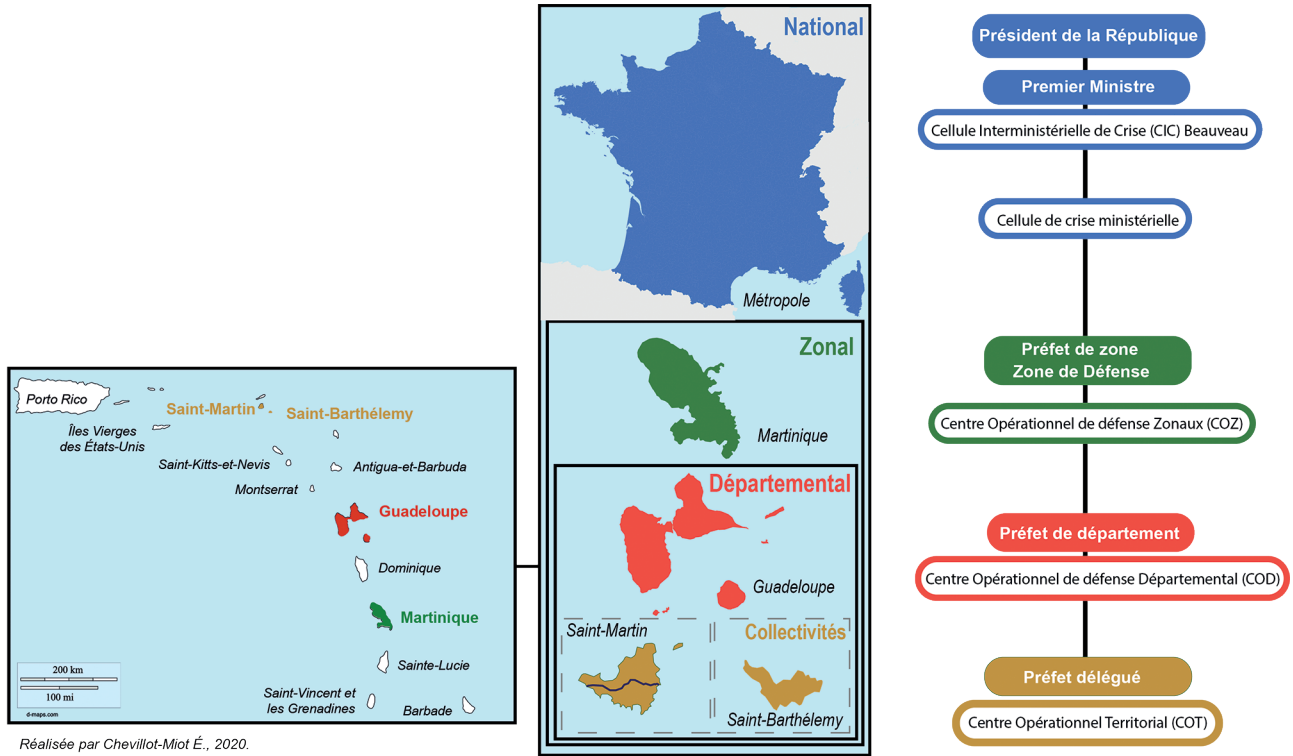 National
Métropole
Zonal
Martinique
Départemental
Guadeloupe
Saint-Martin
Collectivités
Saint-Barthélemy
Porto Rico
Saint-Martin
Saint-Barthélemy
Îles Vierges
des États-Unis
Saint-Kitts-et-Nevis
Antigua-et-Barbuda
Montserrat
Guadeloupe
Dominique
Martinique
Sainte-Lucie
Saint-Vincent et
les Grenadines
Barbade
200 km
100 mi
d-maps.com
Réalisée par Chevillot-Miot É., 2020.
Président de la République
Premier Ministre
Cellule Interministérielle de Crise (CIC) Beauveau
Cellule de crise ministérielle
Préfet de zone
Zone de Défense
Centre Opérationnel de défense Zonaux (COZ)
Préfet de département
Centre Opérationnel de défense Départemental (COD)
Préfet délégué
Centre Opérationnel Territorial (COT)